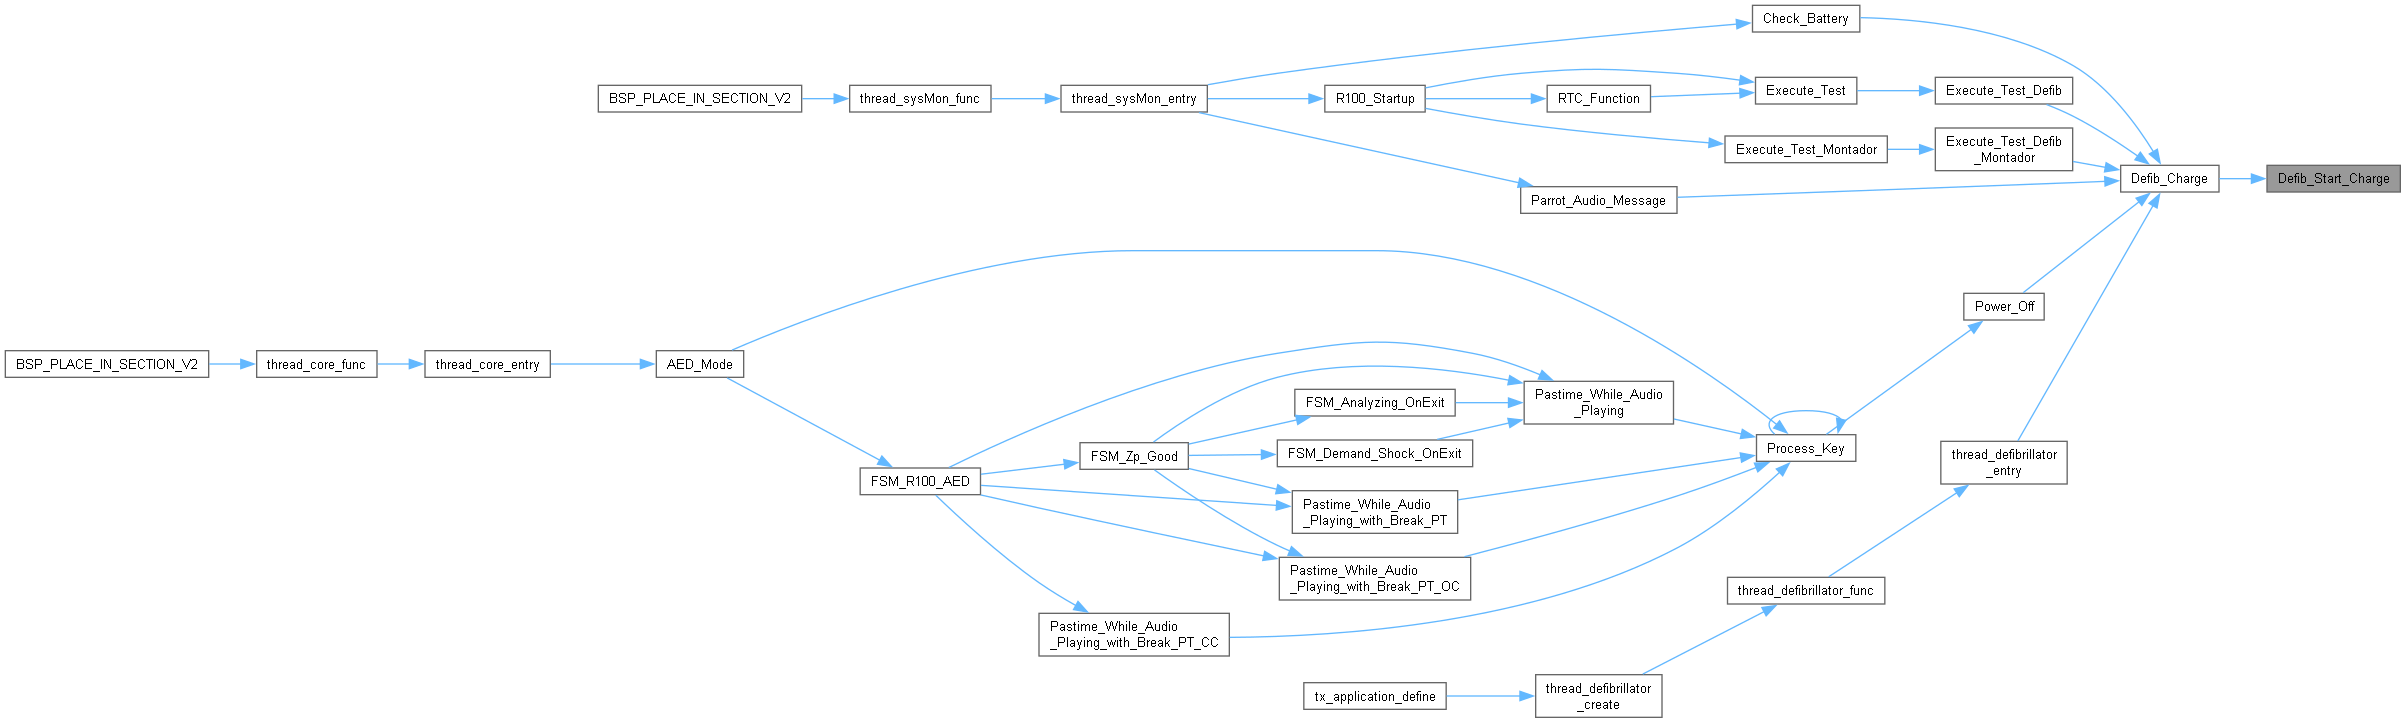 Check_Battery
BSP_PLACE_IN_SECTION_V2
thread_sysMon_func
thread_sysMon_entry
R100_Startup
RTC_Function
Execute_Test
Execute_Test_Defib
Execute_Test_Montador
Execute_Test_Defib
_Montador
Defib_Charge
Defib_Start_Charge
Parrot_Audio_Message
Power_Off
BSP_PLACE_IN_SECTION_V2
thread_core_func
thread_core_entry
AED_Mode
FSM_Analyzing_OnExit
Pastime_While_Audio
_Playing
FSM_Zp_Good
FSM_Demand_Shock_OnExit
Process_Key
thread_defibrillator
_entry
FSM_R100_AED
Pastime_While_Audio
_Playing_with_Break_PT
Pastime_While_Audio
_Playing_with_Break_PT_OC
thread_defibrillator_func
Pastime_While_Audio
_Playing_with_Break_PT_CC
tx_application_define
thread_defibrillator
_create